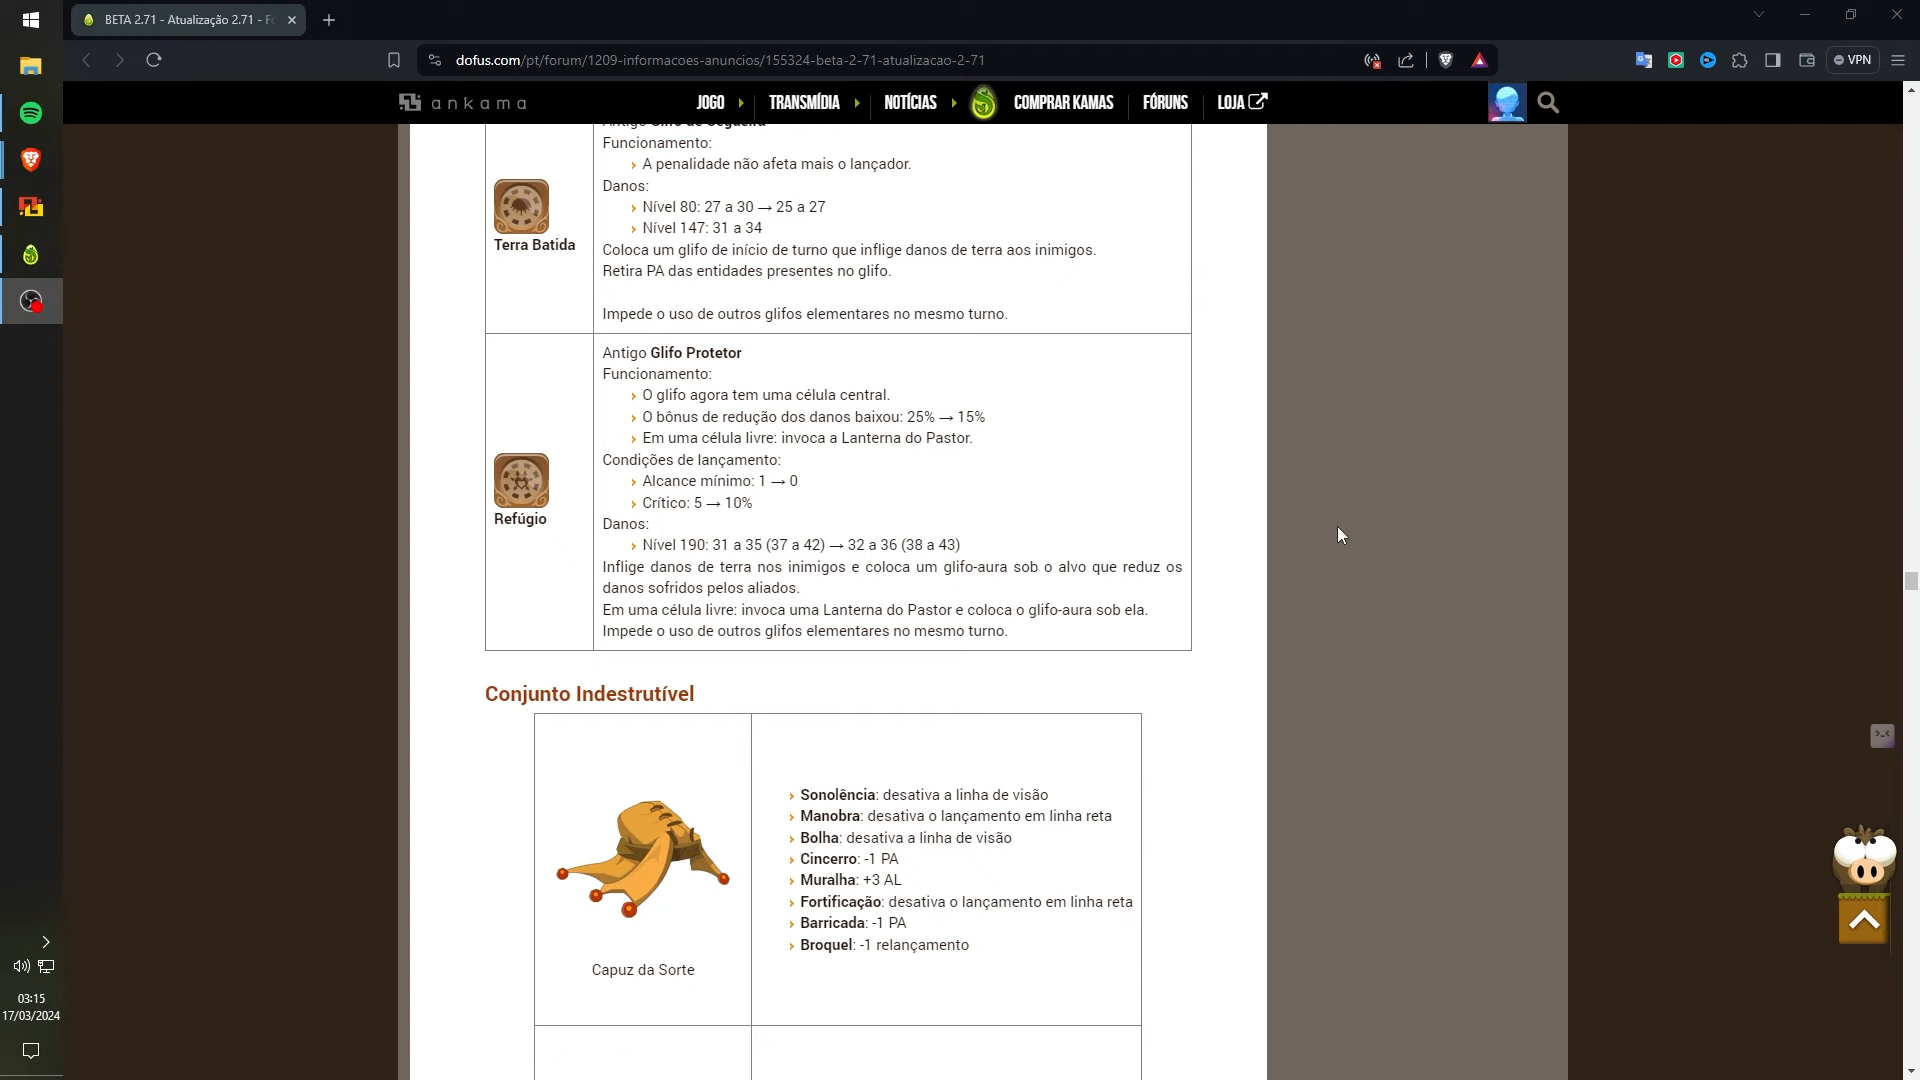 BETA 2.71 - Atualização 2.71 - Fo
dofus.com/pt/forum/1209-informacoes-anuncios/155324-beta-2-71-atualizacao-2-71
VPN
ankama
JOGO
TRANSMÍDIA
NOTÍCIAS
COMPRAR KAMAS
FÓRUNS
LOJA
Antigo Glifo de Cegueira
Funcionamento:
A penalidade não afeta mais o lançador.
Danos:
Nível 80: 27 a 30 → 25 a 27
Nível 147: 31 a 34
Terra Batida
Coloca um glifo de início de turno que inflige danos de terra aos inimigos.
Retira PA das entidades presentes no glifo.
Impede o uso de outros glifos elementares no mesmo turno.
Antigo Glifo Protetor
Funcionamento:
O glifo agora tem uma célula central.
O bônus de redução dos danos baixou: 25% → 15%
Em uma célula livre: invoca a Lanterna do Pastor.
Condições de lançamento:
Alcance mínimo: 1 → 0
Crítico: 5 → 10%
Refúgio
Danos:
Nível 190: 31 a 35 (37 a 42) → 32 a 36 (38 a 43)
Inflige danos de terra nos inimigos e coloca um glifo-aura sob o alvo que reduz os
danos sofridos pelos aliados.
Em uma célula livre: invoca uma Lanterna do Pastor e coloca o glifo-aura sob ela.
Impede o uso de outros glifos elementares no mesmo turno.
Conjunto Indestrutível
Sonolência: desativa a linha de visão
Manobra: desativa o lançamento em linha reta
Bolha: desativa a linha de visão
Cincerro: -1 PA
Muralha: +3 AL
Fortificação: desativa o lançamento em linha reta
Barricada: -1 PA
Broquel: -1 relançamento
Capuz da Sorte
03:15
17/03/2024